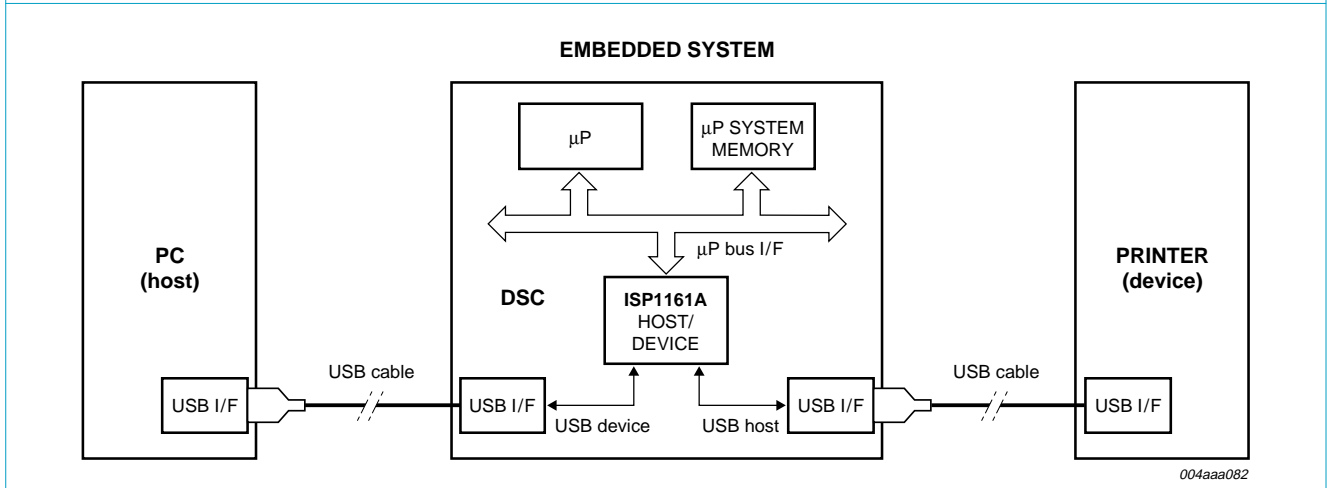 EMBEDDED SYSTEM
PC
(host)
μP
μP SYSTEM
MEMORY
μP bus I/F
DSC
ISP1161A
HOST/
DEVICE
PRINTER
(device)
USB cable
USB I/F
USB I/F
USB device
USB host
USB I/F
USB cable
USB I/F
004aaa082